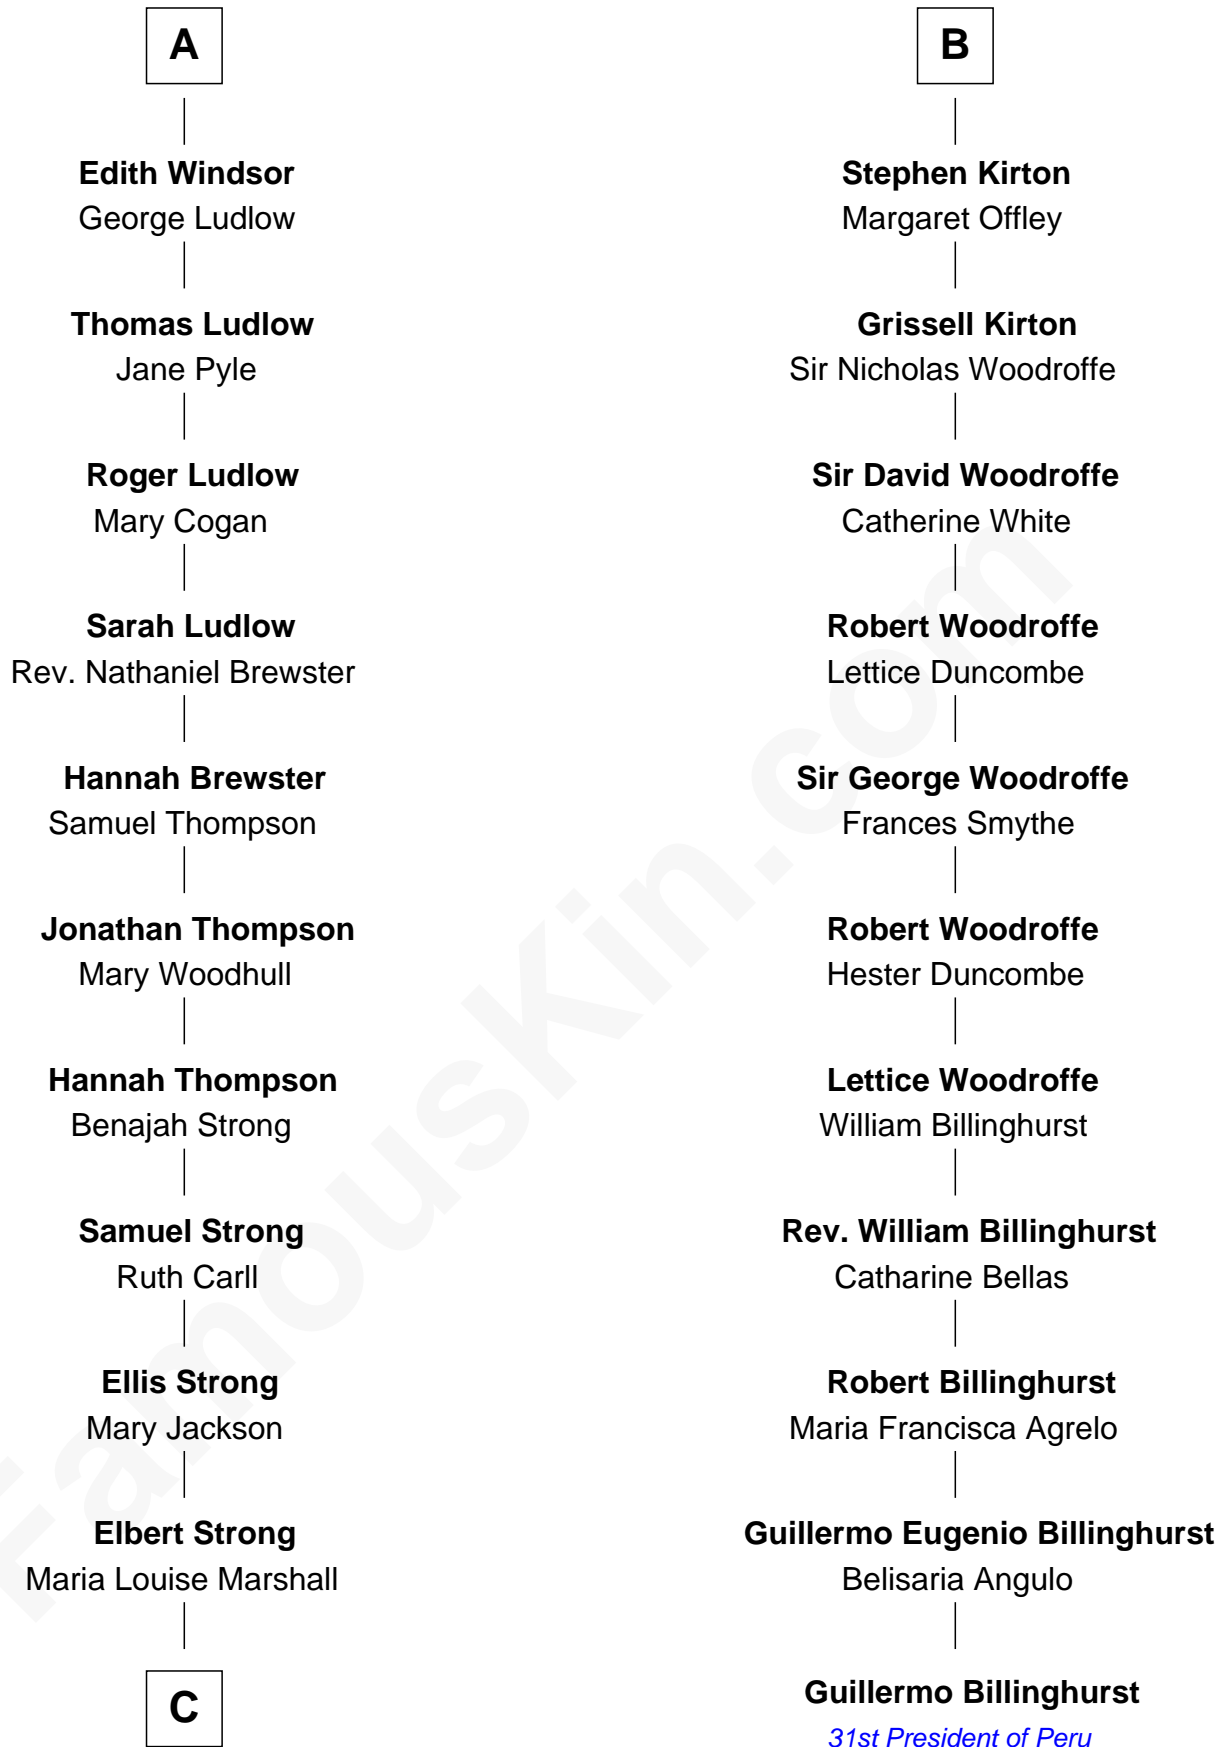 A
Edith Windsor
George Ludlow
Thomas Ludlow
Jane Pyle
Roger Ludlow
Mary Cogan
Sarah Ludlow
Rev. Nathaniel Brewster
Hannah Brewster
Samuel Thompson
Jonathan Thompson
Mary Woodhull
Hannah Thompson
Benajah Strong
Samuel Strong
Ruth Carll
Ellis Strong
Mary Jackson
Elbert Strong
Maria Louise Marshall
C
B
Stephen Kirton
Margaret Offley
Grissell Kirton
Sir Nicholas Woodroffe
Sir David Woodroffe
Catherine White
Robert Woodroffe
Lettice Duncombe
Sir George Woodroffe
Frances Smythe
Robert Woodroffe
Hester Duncombe
Lettice Woodroffe
William Billinghurst
Rev. William Billinghurst
Catharine Bellas
Robert Billinghurst
Maria Francisca Agrelo
Guillermo Eugenio Billinghurst
Belisaria Angulo
Guillermo Billinghurst
31st President of Peru
FamousKin.com